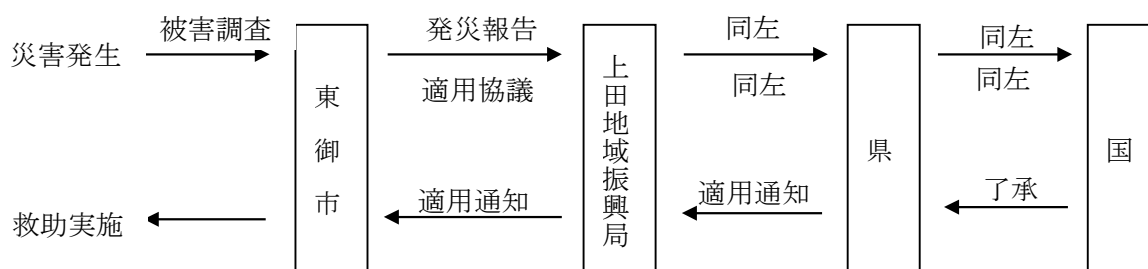 災害発生
被害調査
東御市
発災報告
適用協議
上田地域振興局
同左
同左
県
同左
同左
国
救助実施
適用通知
適用通知
了承